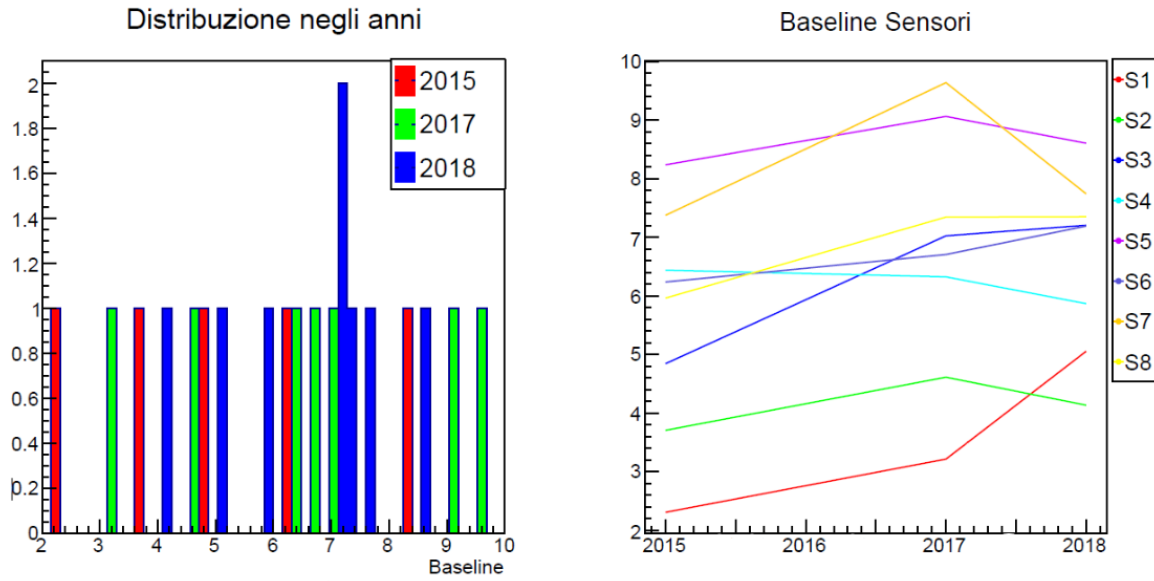 Distribuzione negli anni
2015
2017
2018
2
1.8
1.6
1.4
1.2
1
0.8
0.6
0.4
0.2
0
2 3 4 5 6 7 8 9 10
Baseline
Baseline Sensori
10
9
8
7
6
5
4
3
2
2015 2016 2017 2018
S1
S2
S3
S4
S5
S6
S7
S8